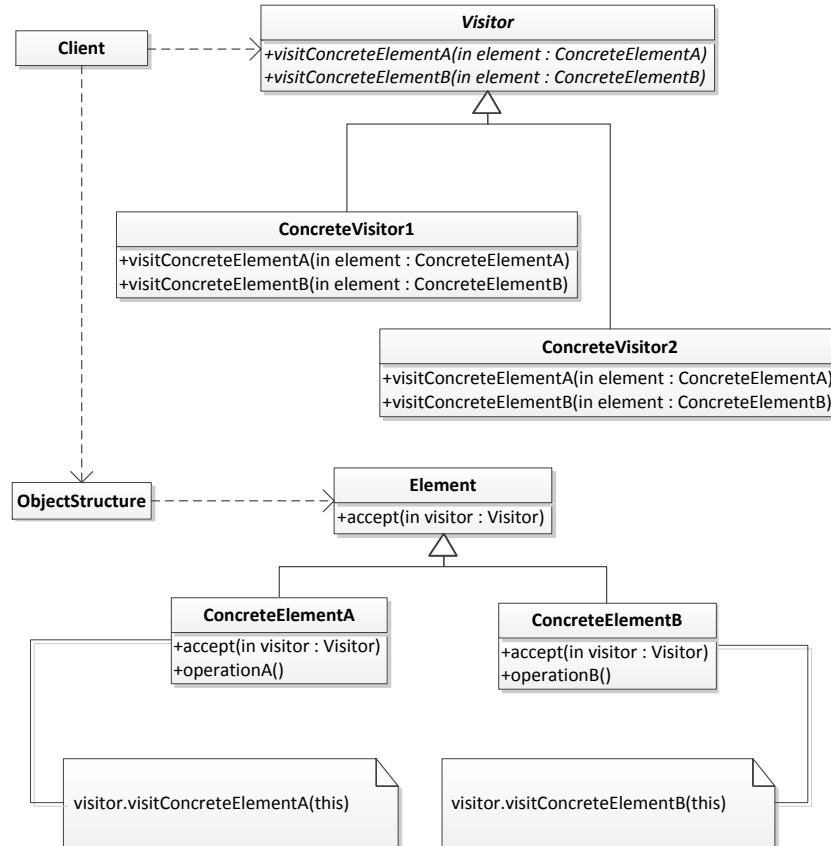 Visitor
Client
+visitConcreteElementA(in element : ConcreteElementA)
+visitConcreteElementB(in element : ConcreteElementB)
ConcreteVisitor1
+visitConcreteElementA(in element : ConcreteElementA)
+visitConcreteElementB(in element : ConcreteElementB)
ConcreteVisitor2
+visitConcreteElementA(in element : ConcreteElementA)
+visitConcreteElementB(in element : ConcreteElementB)
ObjectStructure
Element
+accept(in visitor : Visitor)
ConcreteElementA
+accept(in visitor : Visitor)
+operationA()
ConcreteElementB
+accept(in visitor : Visitor)
+operationB()
visitor.visitConcreteElementA(this)
visitor.visitConcreteElementB(this)